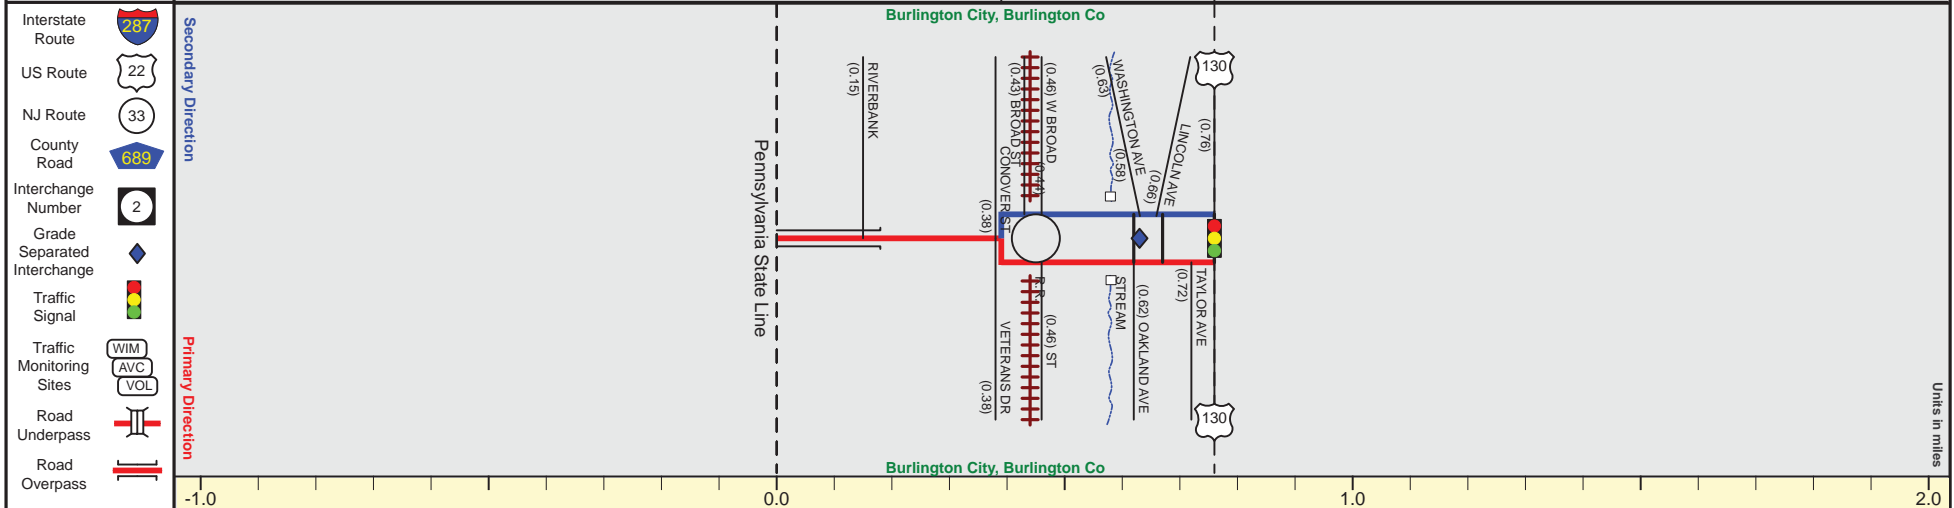 Interstate
Route
287
US Route
22
NJ Route
33
County
Road
689
Interchange
Number
2
Grade
Separated
Interchange
Traffic
Signal
Traffic
Monitoring
Sites
WIM
AVC
VOL
Road
Underpass
Road
Overpass
Secondary Direction
Primary Direction
Burlington City, Burlington Co
Pennsylvania State Line
RIVERBANK
(0.15)
CONOVER ST
(0.38)
VETERANS DR
(0.38)
(0.43) BROAD ST
(0.44)
R.R.
(0.46) W BROAD
(0.46) ST
(0.58)
STREAM
WASHINGTON AVE
(0.63)
(0.62) OAKLAND AVE
LINCOLN AVE
(0.66)
TAYLOR AVE
(0.72)
130
(0.76)
130
Burlington City, Burlington Co
Units in miles
-1.0
0.0
1.0
2.0